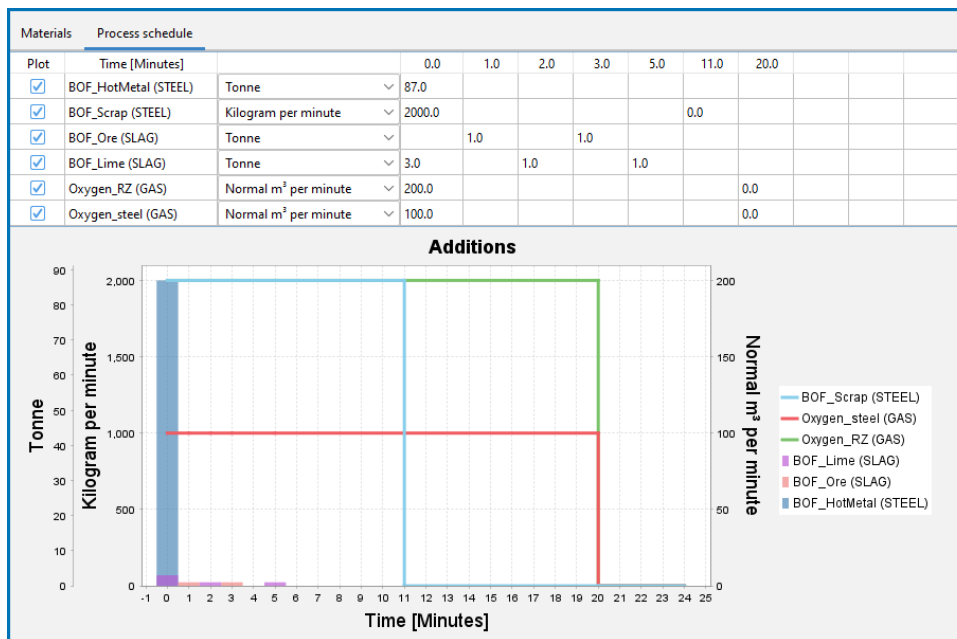 Materials Process schedule
Plot Time [Minutes] 0.0 1.0 2.0 3.0 5.0 11.0 20.0
BOF_HotMetal (STEEL) Tonne 87.0
BOF_Scrap (STEEL) Kilogram per minute 2000.0 0.0
BOF_Ore (SLAG) Tonne 1.0 1.0
BOF_Lime (SLAG) Tonne 3.0 1.0 1.0
Oxygen_RZ (GAS) Normal m³ per minute 200.0 0.0
Oxygen_steel (GAS) Normal m³ per minute 100.0 0.0
Additions
Tonne
90
80
70
60
50
40
30
20
10
0
Kilogram per minute
2,000
1,500
1,000
500
0
Normal m³ per minute
200
150
100
50
0
-1 0 1 2 3 4 5 6 7 8 9 10 11 12 13 14 15 16 17 18 19 20 21 22 23 24 25
Time [Minutes]
BOF_Scrap (STEEL)
Oxygen_steel (GAS)
Oxygen_RZ (GAS)
BOF_Lime (SLAG)
BOF_Ore (SLAG)
BOF_HotMetal (STEEL)